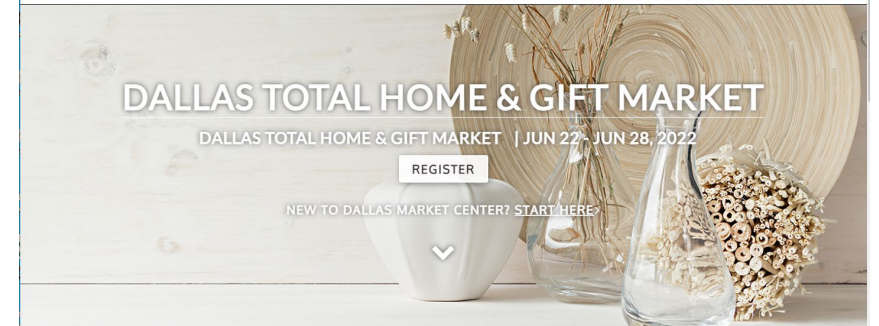 DALLAS TOTAL HOME & GIFT MARKET
DALLAS TOTAL HOME & GIFT MARKET | JUN 22 - JUN 28, 2022
REGISTER
NEW TO DALLAS MARKET CENTER? START HERE>